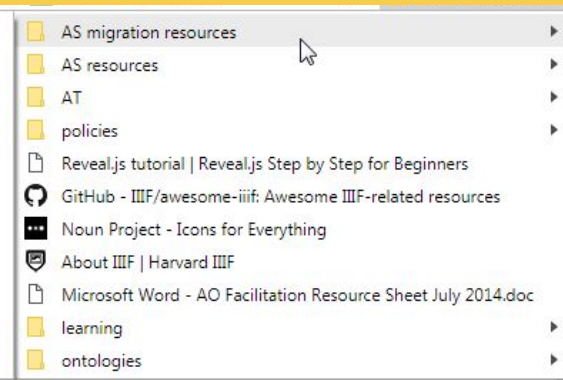 AS migration resources
AS resources
AT
policies
Reveal.js tutorial | Reveal.js Step by Step for Beginners
GitHub - IIIF/awesome-iiif: Awesome IIIF-related resources
Noun Project - Icons for Everything
About IIIF | Harvard IIIF
Microsoft Word - AO Facilitation Resource Sheet July 2014.doc
learning
ontologies